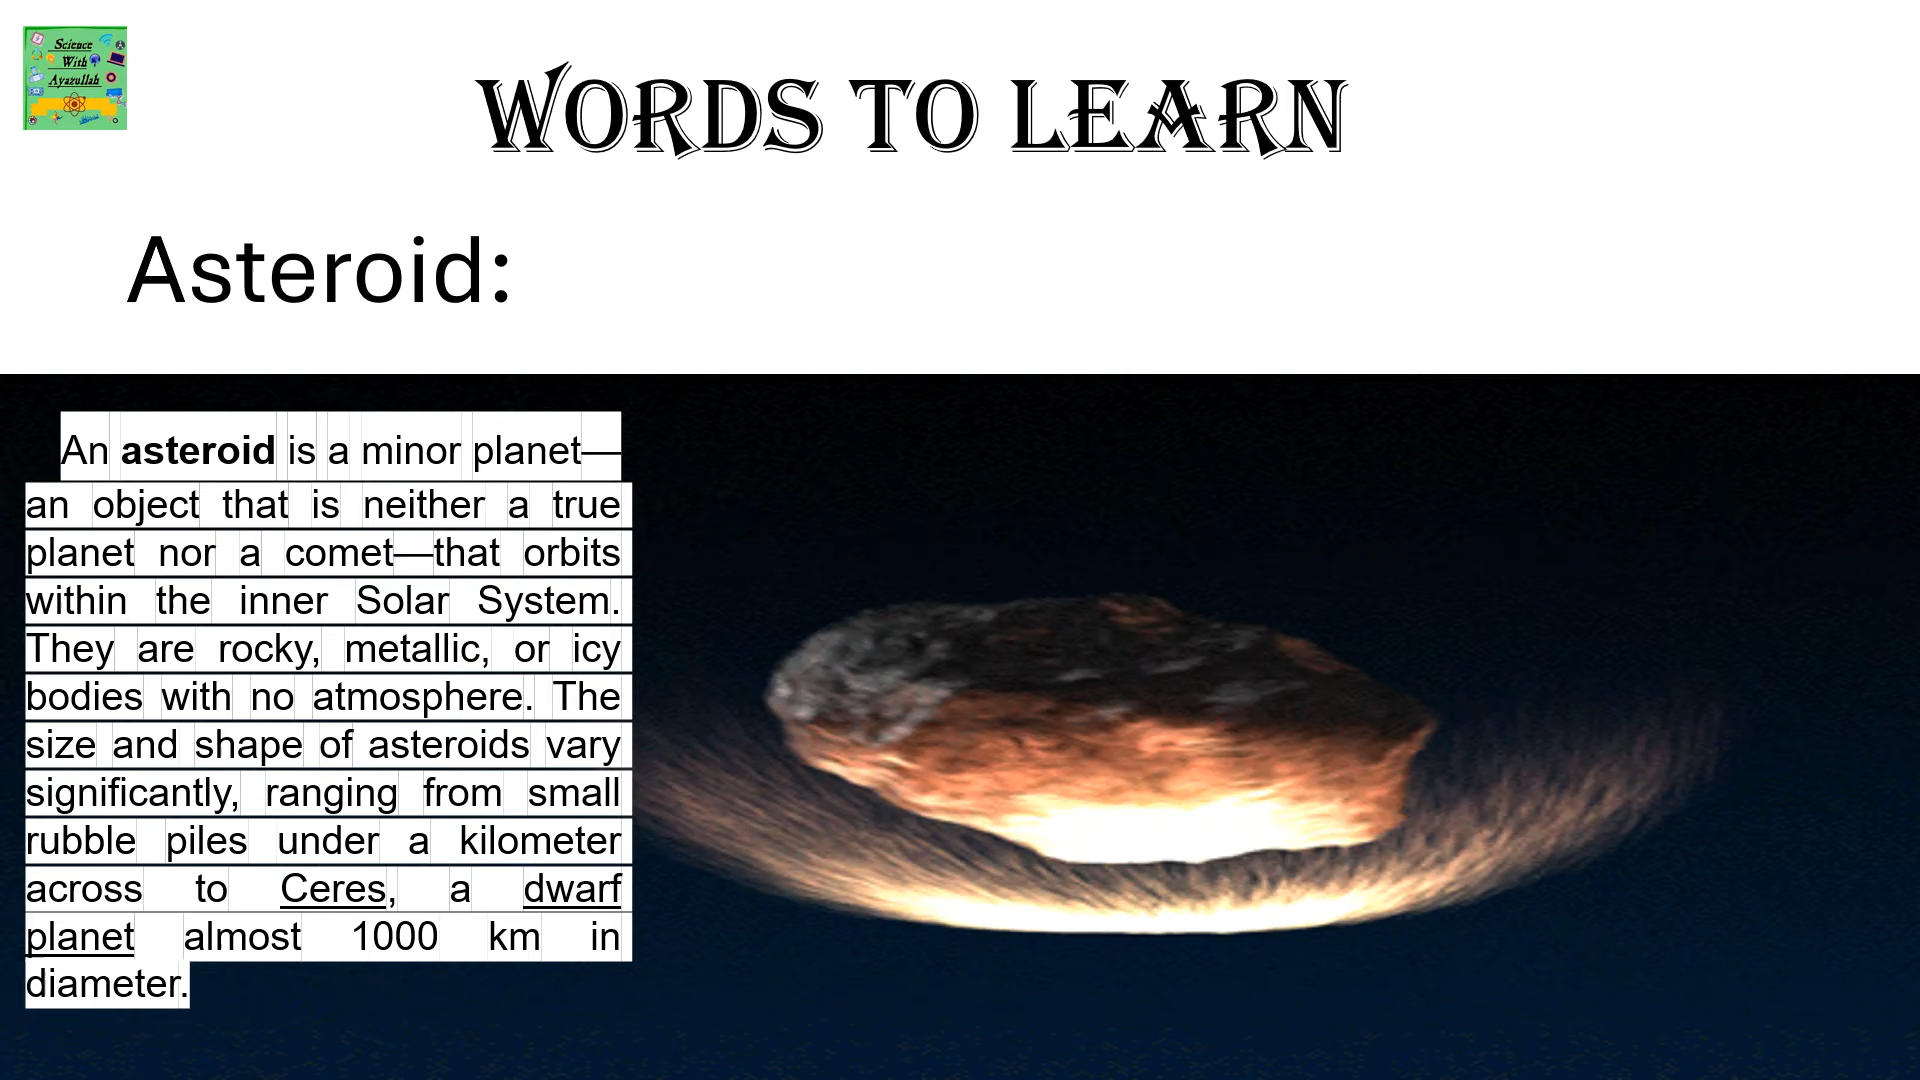 Science
With
Ayazullah
WORDS TO LEARN
Asteroid:
An asteroid is a minor planet—
an object that is neither a true
planet nor a comet—that orbits
within the inner Solar System.
They are rocky, metallic, or icy
bodies with no atmosphere. The
size and shape of asteroids vary
significantly, ranging from small
rubble piles under a kilometer
across to Ceres, a dwarf
planet almost 1000 km in
diameter.